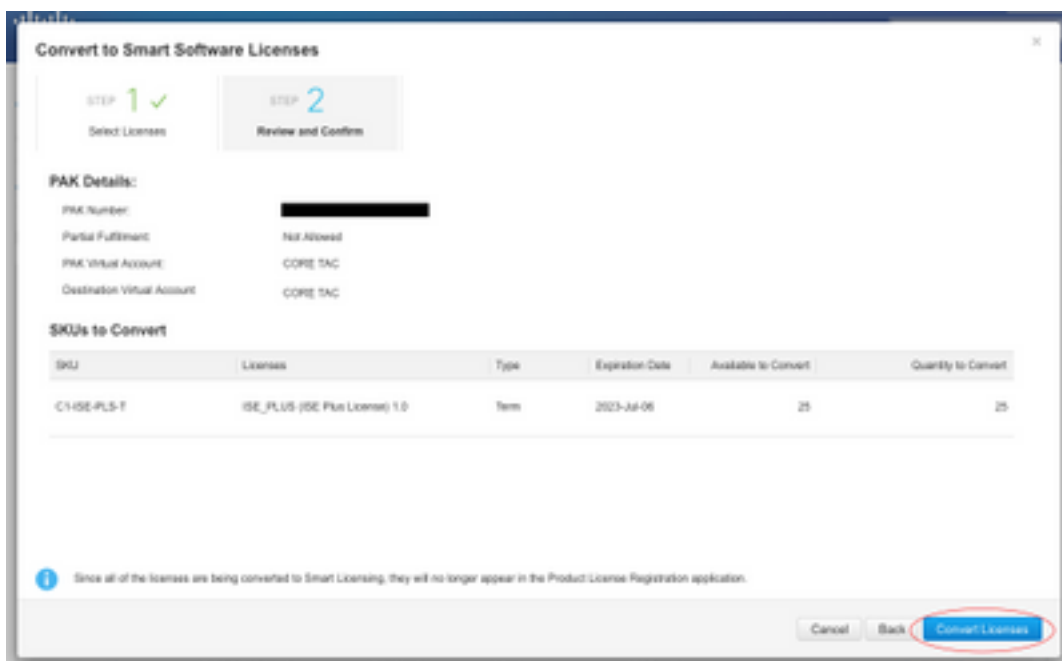 Convert to Smart Software Licenses
×
STEP 1 ✓
Select Licenses
STEP 2
Review and Confirm
PAK Details:
PAK Number:
Partial Fulfillment: Not Allowed
PAK Virtual Account: CORE TAC
Destination Virtual Account: CORE TAC
SKUs to Convert
SKU Licenses Type Expiration Date Available to Convert Quantity to Convert
C1-ISE-PLS-T ISE_PLUS (ISE Plus License) 1.0 Term 2023-Jul-06 25 25
Since all of the licenses are being converted to Smart Licensing, they will no longer appear in the Product License Registration application.
Cancel Back Convert Licenses